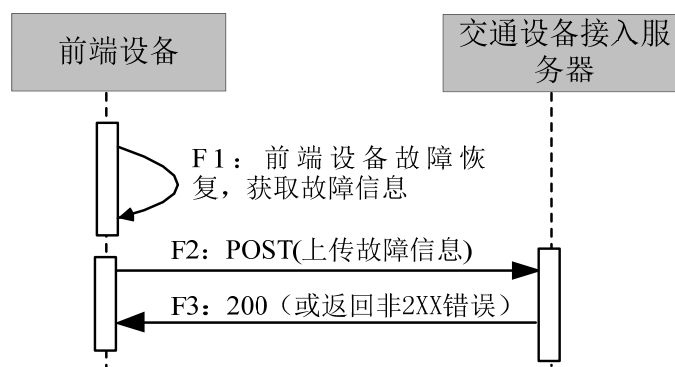 前端设备
交通设备接入服
务器
F1：前端设备故障恢
复，获取故障信息
F2：POST(上传故障信息)
F3：200（或返回非2XX错误）